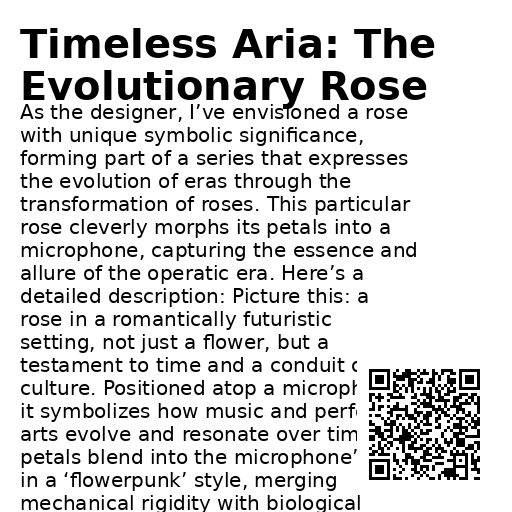 Timeless Aria: The
Evolutionary Rose
As the designer, I’ve envisioned a rose
with unique symbolic significance,
forming part of a series that expresses
the evolution of eras through the
transformation of roses. This particular
rose cleverly morphs its petals into a
microphone, capturing the essence and
allure of the operatic era. Here’s a
detailed description: Picture this: a
rose in a romantically futuristic
setting, not just a flower, but a
testament to time and a conduit
culture. Positioned atop a
it symbolizes how music and
arts evolve and resonate over
petals blend into the microphone’
in a ‘flowerpunk’ style, merging
mechanical rigidity with biological